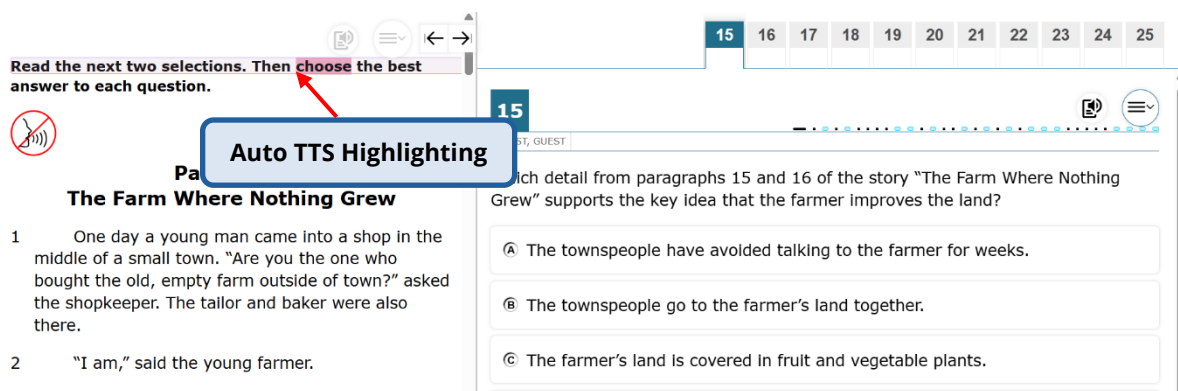 15 16 17 18 19 20 21 22 23 24 25
Read the next two selections. Then choose the best
answer to each question.
Auto TTS Highlighting
Pa
The Farm Where Nothing Grew
1 One day a young man came into a shop in the
middle of a small town. “Are you the one who
bought the old, empty farm outside of town?” asked
the shopkeeper. The tailor and baker were also
there.
2 “I am,” said the young farmer.
15
ST, GUEST
ich detail from paragraphs 15 and 16 of the story “The Farm Where Nothing
Grew” supports the key idea that the farmer improves the land?
A The townspeople have avoided talking to the farmer for weeks.
B The townspeople go to the farmer’s land together.
C The farmer’s land is covered in fruit and vegetable plants.